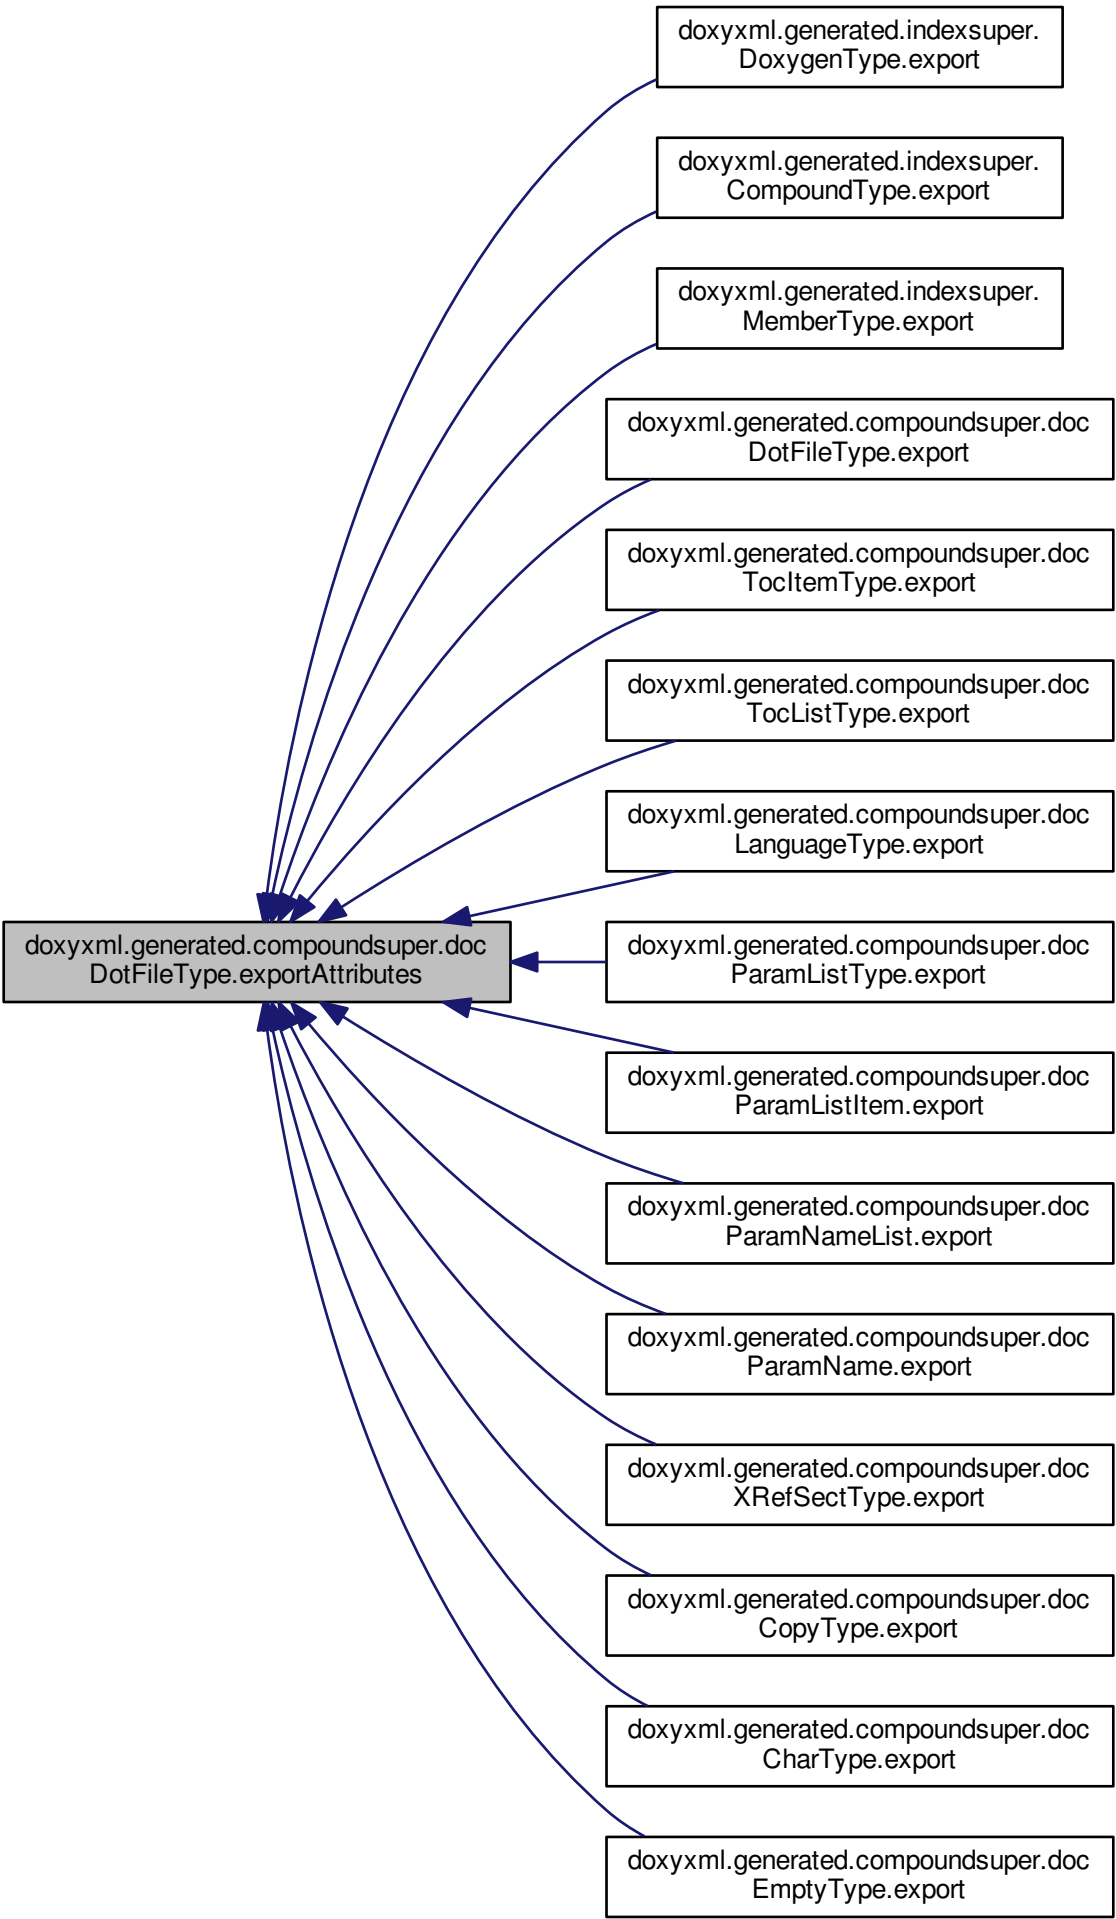 doxyxml.generated.indexsuper.
DoxygenType.export
doxyxml.generated.indexsuper.
CompoundType.export
doxyxml.generated.indexsuper.
MemberType.export
doxyxml.generated.compoundsuper.doc
DotFileType.export
doxyxml.generated.compoundsuper.doc
TocItemType.export
doxyxml.generated.compoundsuper.doc
TocListType.export
doxyxml.generated.compoundsuper.doc
LanguageType.export
doxyxml.generated.compoundsuper.doc
DotFileType.exportAttributes
doxyxml.generated.compoundsuper.doc
ParamListType.export
doxyxml.generated.compoundsuper.doc
ParamListItem.export
doxyxml.generated.compoundsuper.doc
ParamNameList.export
doxyxml.generated.compoundsuper.doc
ParamName.export
doxyxml.generated.compoundsuper.doc
XRefSectType.export
doxyxml.generated.compoundsuper.doc
CopyType.export
doxyxml.generated.compoundsuper.doc
CharType.export
doxyxml.generated.compoundsuper.doc
EmptyType.export